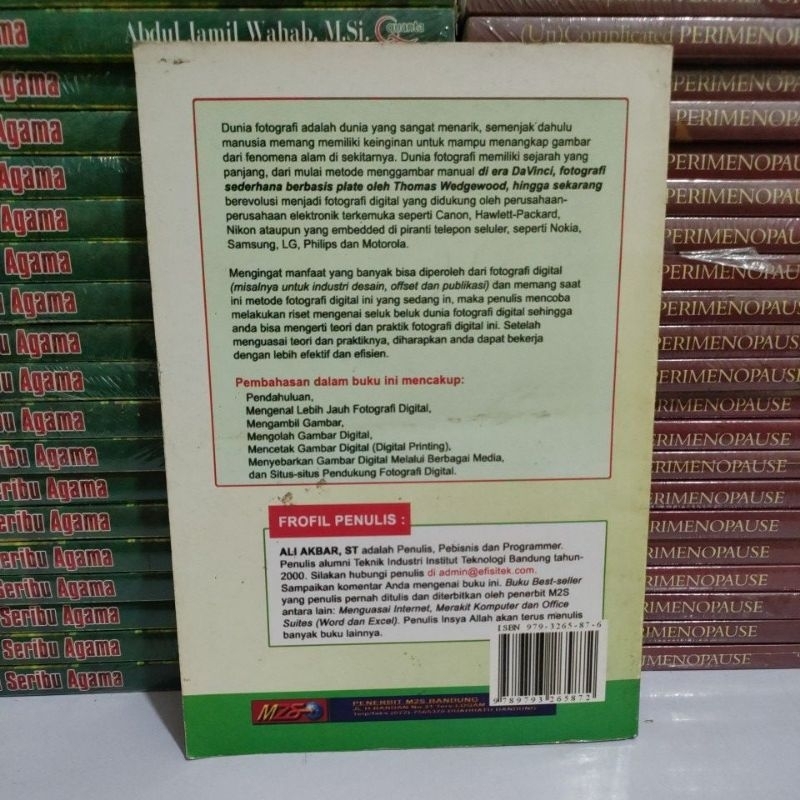 Abdul Jamil Wahab, M.Si. quanta
Agama
Agama
Agama
Agama
Agama
Agama
Agama
Agama
Agama
Agama
Seribu Agama
Seribu Agama
Seribu Agama
Seribu Agama
Seribu Agama
Seribu Agama
Seribu Agama
Dunia fotografi adalah dunia yang sangat menarik, semenjak dahulu
manusia memang memiliki keinginan untuk mampu menangkap gambar
dari fenomena alam di sekitarnya. Dunia fotografi memiliki sejarah yang
panjang, dari mulai metode menggambar manual di era DaVinci, fotografi
sederhana berbasis plate oleh Thomas Wedgewood, hingga sekarang
berevolusi menjadi fotografi digital yang didukung oleh perusahaan-
perusahaan elektronik terkemuka seperti Canon, Hawlett-Packard,
Nikon ataupun yang embedded di piranti telepon seluler, seperti Nokia,
Samsung, LG, Philips dan Motorola.
Mengingat manfaat yang banyak bisa diperoleh dari fotografi digital
(misalnya untuk industri desain, offset dan publikasi) dan memang saat
ini metode fotografi digital ini yang sedang in, maka penulis mencoba
melakukan riset mengenai seluk beluk dunia fotografi digital sehingga
anda bisa mengerti teori dan praktik fotografi digital ini. Setelah
menguasai teori dan praktiknya, diharapkan anda dapat bekerja
dengan lebih efektif dan efisien.
Pembahasan dalam buku ini mencakup:
Pendahuluan,
Mengenal Lebih Jauh Fotografi Digital,
Mengambil Gambar,
Mengolah Gambar Digital,
Mencetak Gambar Digital (Digital Printing),
Menyebarkan Gambar Digital Melalui Berbagai Media,
dan Situs-situs Pendukung Fotografi Digital.
FROFIL PENULIS :
ALI AKBAR, ST adalah Penulis, Pebisnis dan Programmer.
Penulis alumni Teknik Industri Institut Teknologi Bandung tahun-
2000. Silakan hubungi penulis di admin@efisitek.com.
Sampaikan komentar Anda mengenai buku ini. Buku Best-seller
yang penulis pernah ditulis dan diterbitkan oleh penerbit M2S
antara lain: Menguasai Internet, Merakit Komputer dan Office
Suites (Word dan Excel). Penulis Insya Allah akan terus menulis
banyak buku lainnya.
ISBN 979-3265-87-6
9789793265872
M2S
PENERBIT M2S BANDUNG
(Un)Complicated PERIMENOP
PERIMENOPA
PERIMENOPAU
PERIMENOPAUSE
PERIMENOPAU
PERIMENOPAU
PERIMENOPAU
PERIMENOPAUSE
PERIMENOPAUSE
PERIMENOPAUSE
PERIMENOPAUSE
PERIMENOPAUSE
PERIMENOPAUSE
PERIMENOPAUSE
PERIMENOPAUSE
PERIMENOPAUSE
PERIMENOPAUSE
PERIMENOPAUSE